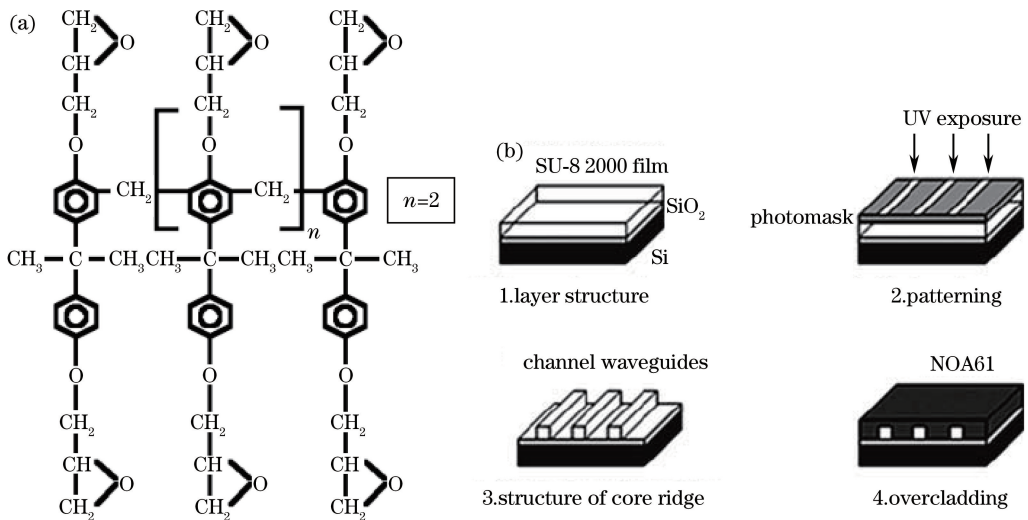 (a)
CH₂ CH₂ CH₂
O O O
CH CH CH
CH₂ CH₂ CH₂
O O O
CH₂ CH₂
n=2
n
CH₃ C CH₃ CH₃ C CH₃ CH₃ C CH₃
O O O
CH₂ CH₂ CH₂
CH CH CH
O O O
CH₂ CH₂ CH₂
(b)
SU-8 2000 film
SiO₂
Si
1.layer structure
UV exposure
photomask
2.patterning
channel waveguides
3.structure of core ridge
NOA61
4.overcladding